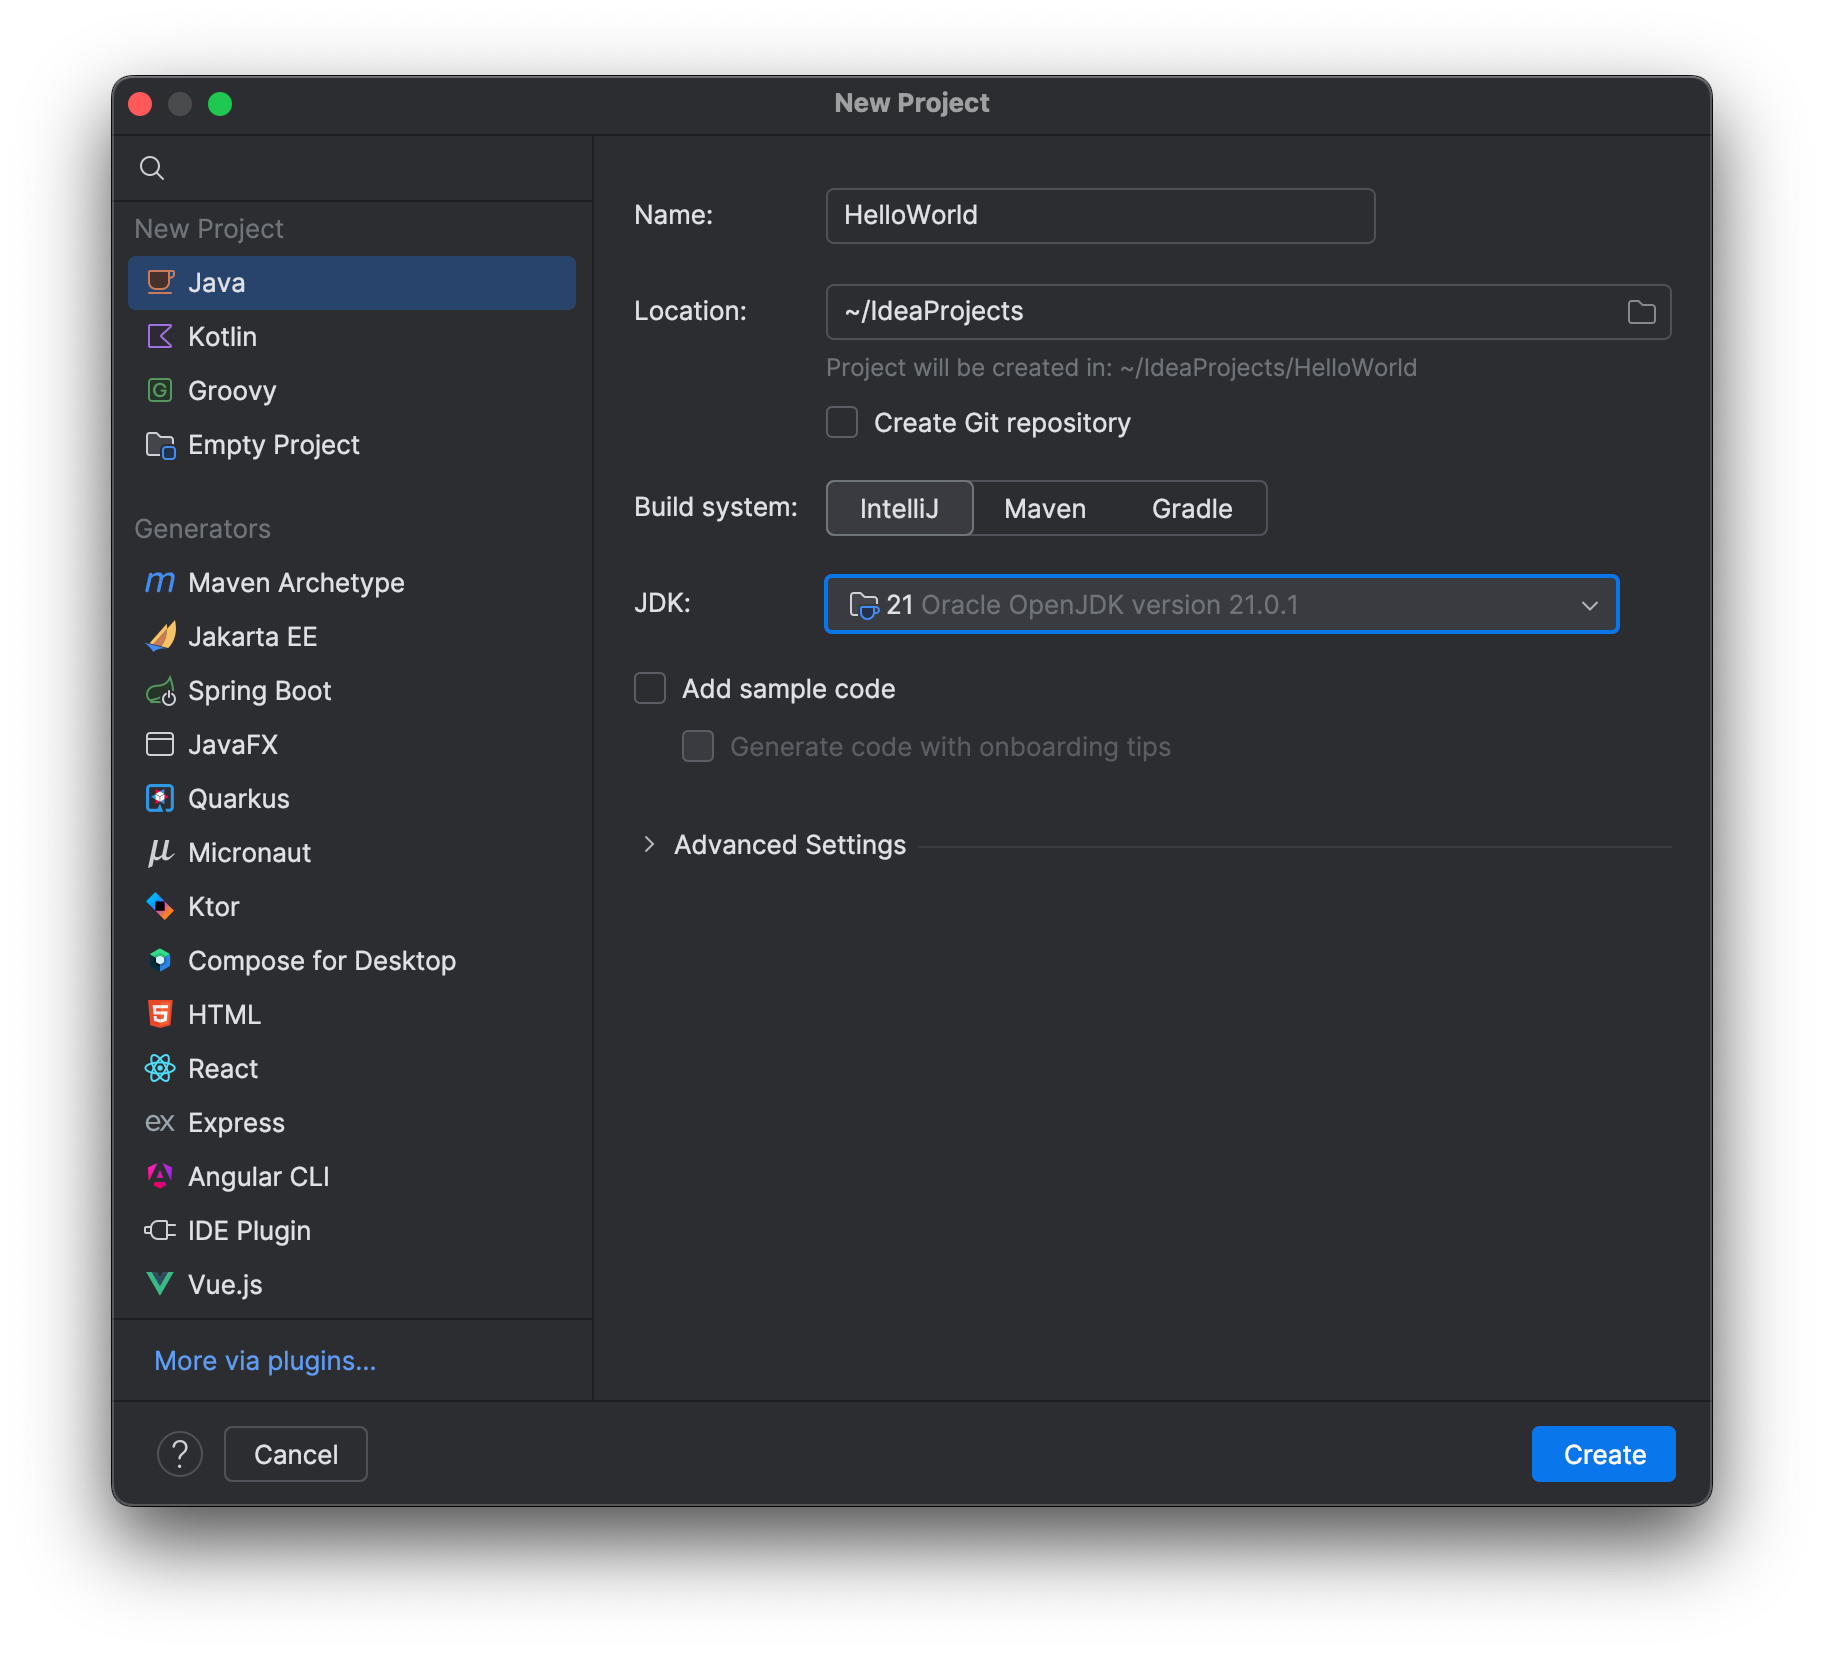 New Project
New Project
Java
Kotlin
G Groovy
Empty Project
Generators
m Maven Archetype
Jakarta EE
Spring Boot
JavaFX
Quarkus
μ Micronaut
Ktor
Compose for Desktop
5 HTML
React
ex Express
Angular CLI
IDE Plugin
Vue.js
More via plugins...
Name: HelloWorld
Location: ~/IdeaProjects
Project will be created in: ~/IdeaProjects/HelloWorld
Create Git repository
Build system: IntelliJ Maven Gradle
JDK: 21 Oracle OpenJDK version 21.0.1
Add sample code
Generate code with onboarding tips
Advanced Settings
? Cancel Create